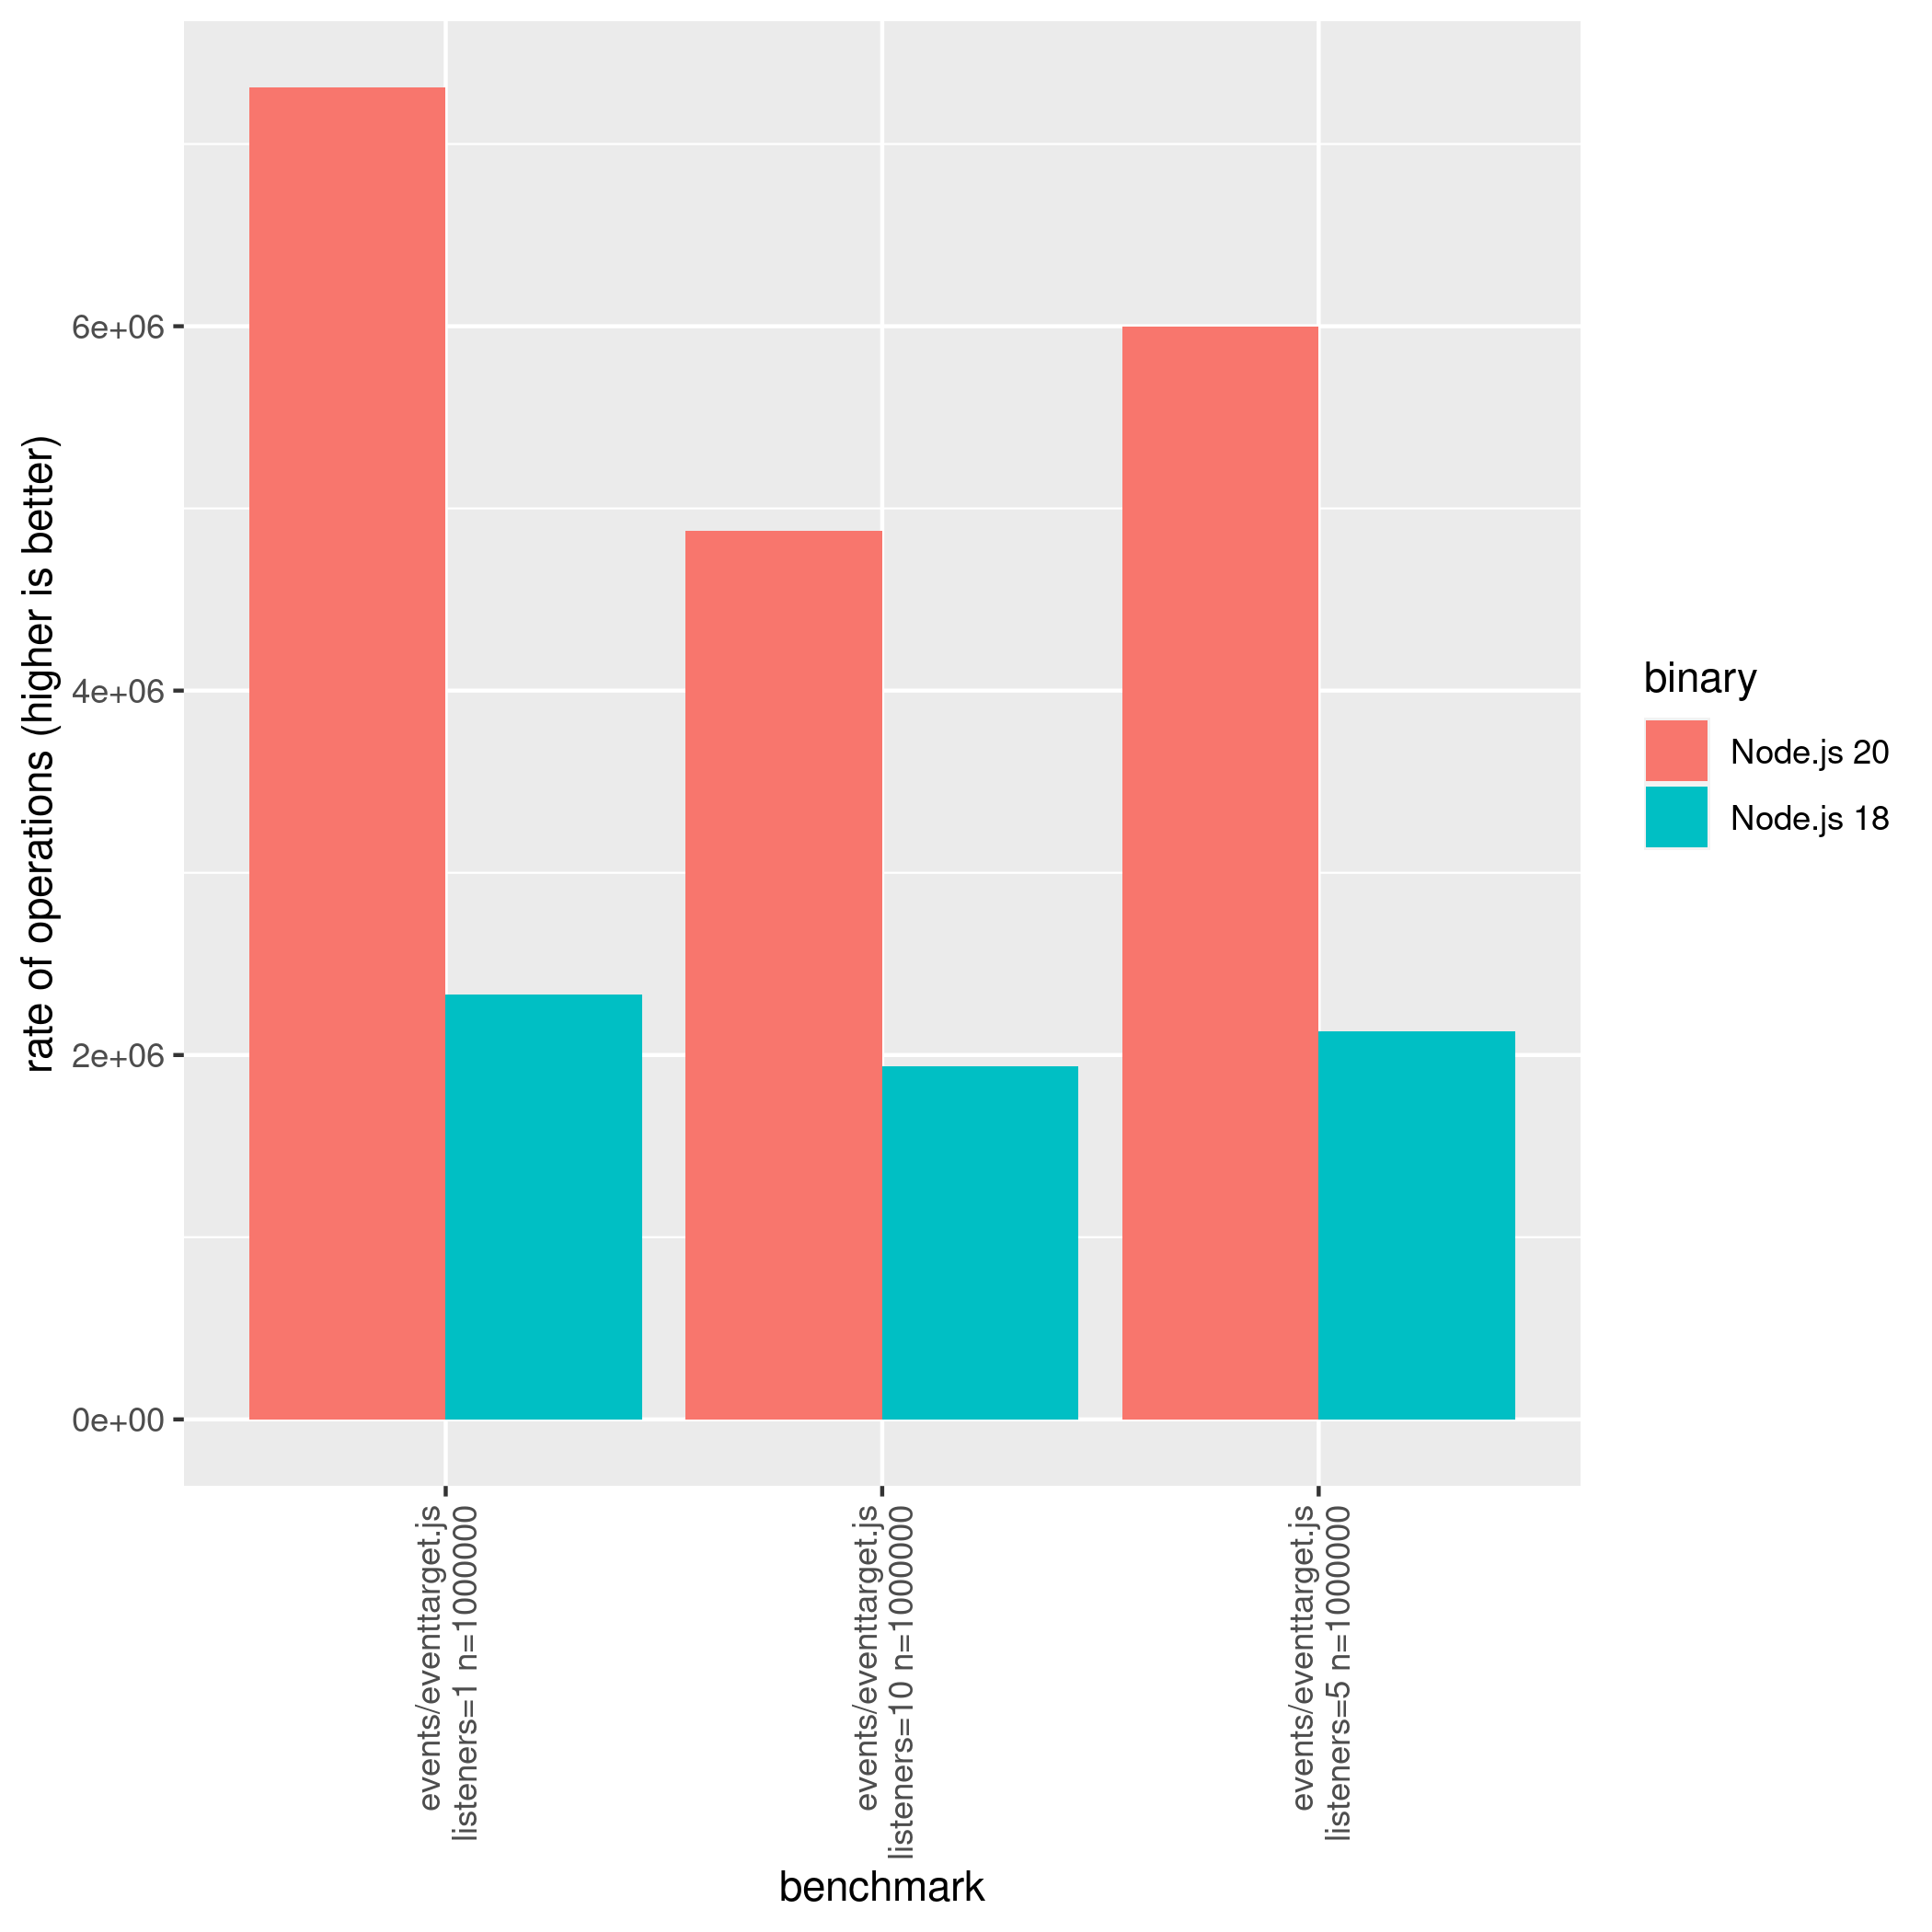 rate of operations (higher is better)
6e+06
4e+06
2e+06
0e+00
events/eventtarget.js
listeners=1 n=1000000
events/eventtarget.js
listeners=10 n=1000000
events/eventtarget.js
listeners=5 n=1000000
benchmark
binary
Node.js 20
Node.js 18